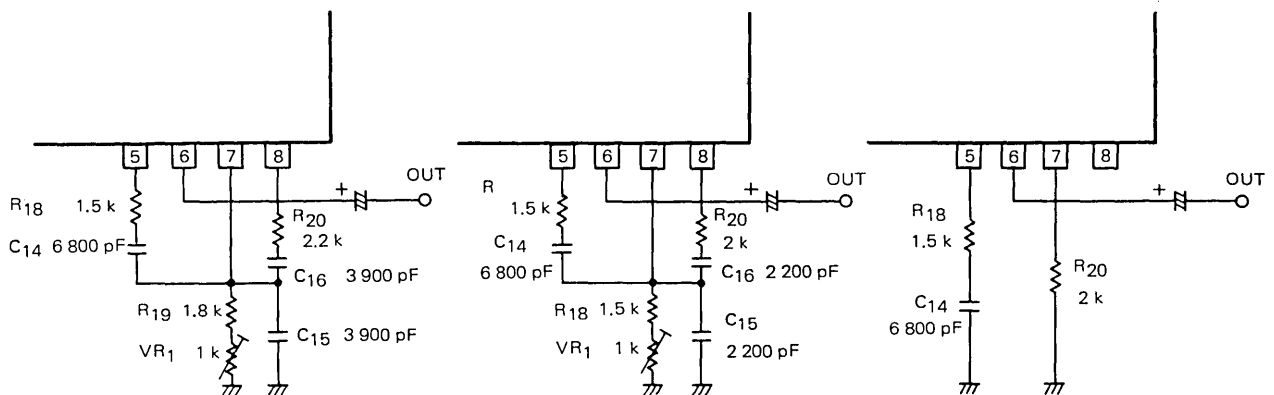 5 6 7 8
+
OUT
R18 1.5 k
R20
2.2 k
C14 6 800 pF
C16 3 900 pF
R19 1.8 k
C15 3 900 pF
VR1 1 k
5 6 7 8
+
OUT
R
1.5 k
R20
2 k
C14
6 800 pF
C16 2 200 pF
R18 1.5 k
C15
VR1 1 k
2 200 pF
5 6 7 8
+
OUT
R18
1.5 k
R20
2 k
C14
6 800 pF